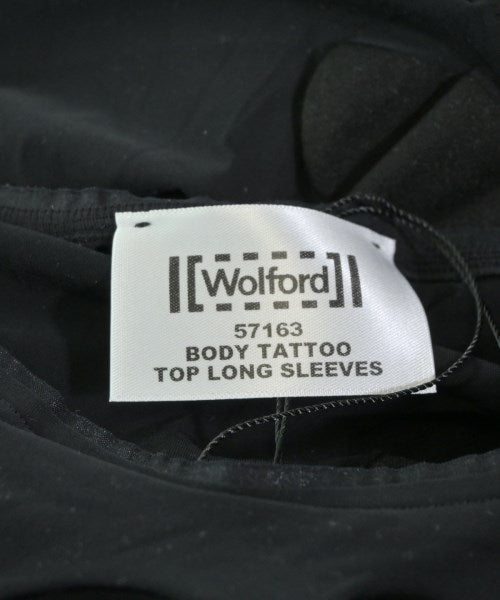 Wolford
57163
BODY TATTOO
TOP LONG SLEEVES